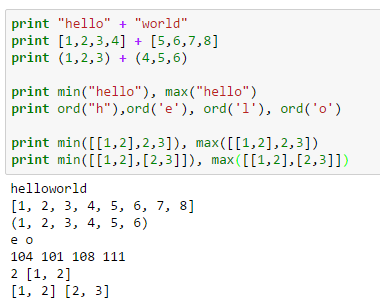 print "hello" + "world"
print [1,2,3,4] + [5,6,7,8]
print (1,2,3) + (4,5,6)
print min("hello"), max("hello")
print ord("h"),ord('e'), ord('l'), ord('o')
print min([[1,2],2,3]), max([[1,2],2,3])
print min([[1,2],[2,3]]), max([[1,2],[2,3]])
helloworld
[1, 2, 3, 4, 5, 6, 7, 8]
(1, 2, 3, 4, 5, 6)
e o
104 101 108 111
2 [1, 2]
[1, 2] [2, 3]